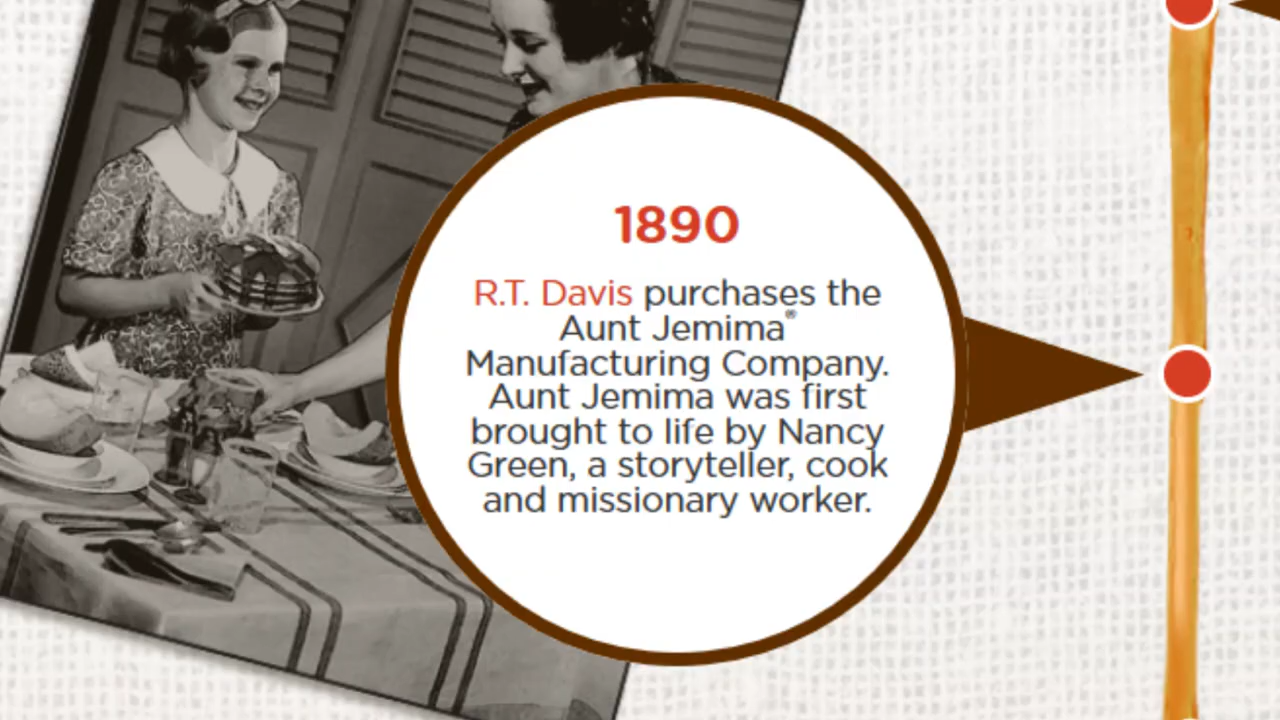 1890
R.T. Davis purchases the
Aunt Jemima®
Manufacturing Company.
Aunt Jemima was first
brought to life by Nancy
Green, a storyteller, cook
and missionary worker.